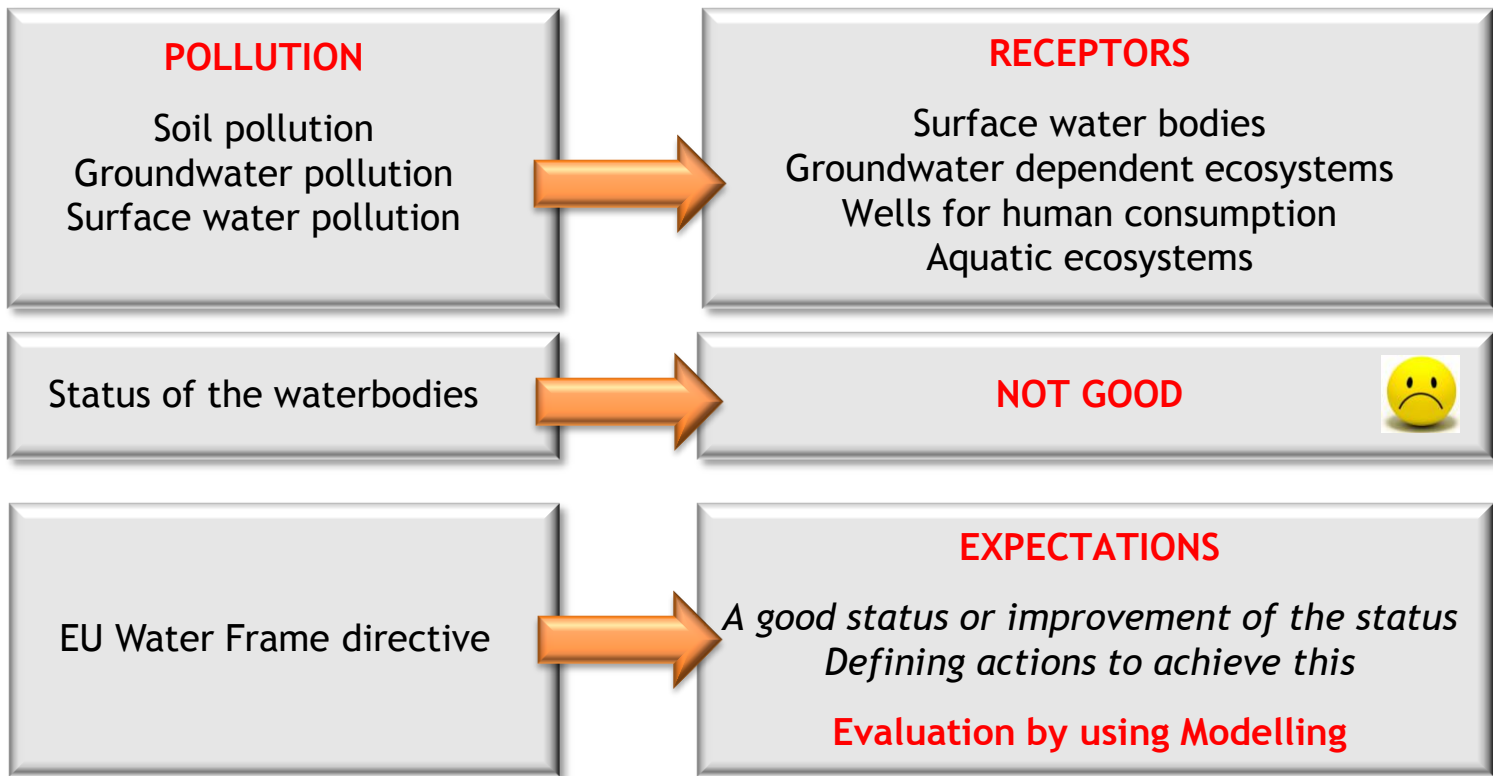 POLLUTION
Soil pollution
Groundwater pollution
Surface water pollution
RECEPTORS
Surface water bodies
Groundwater dependent ecosystems
Wells for human consumption
Aquatic ecosystems
Status of the waterbodies
NOT GOOD
EU Water Frame directive
EXPECTATIONS
A good status or improvement of the status
Defining actions to achieve this
Evaluation by using Modelling